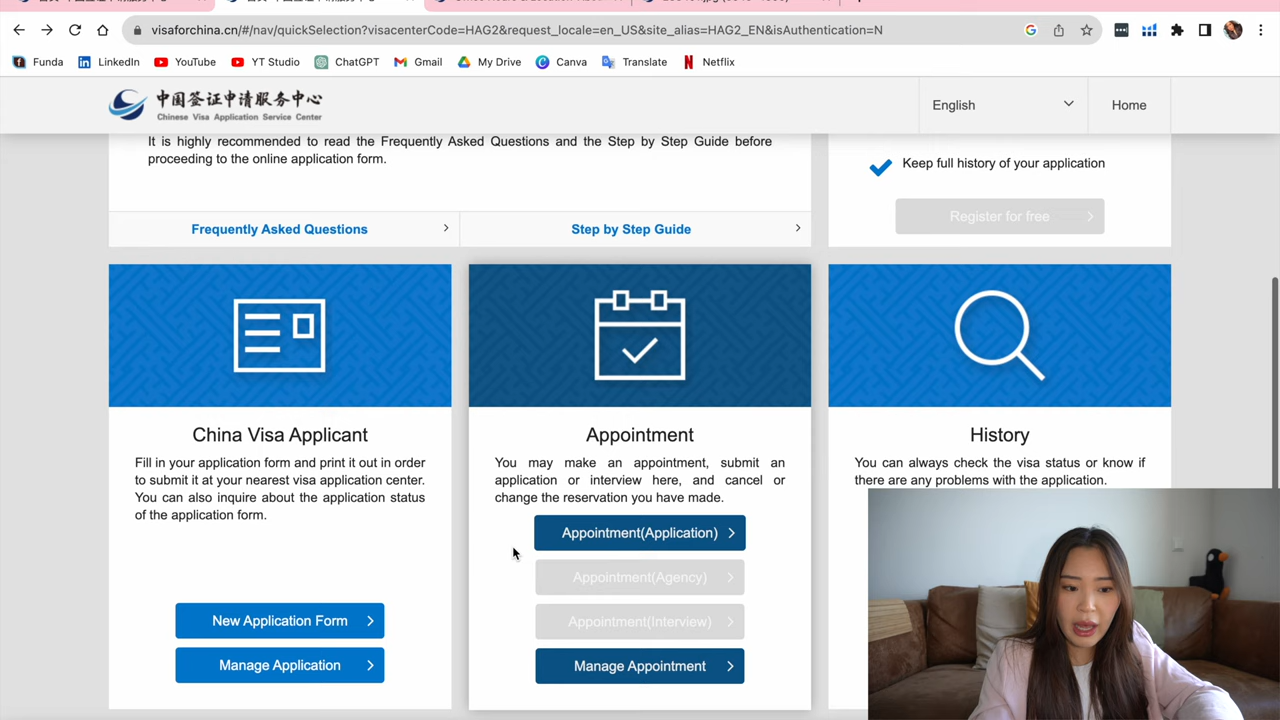 visaforchina.cn/#/nav/quickSelection?visacenterCode=HAG2&request_locale=en_US&site_alias=HAG2_EN&isAuthentication=N
Funda LinkedIn YouTube YT Studio ChatGPT Gmail My Drive Canva Translate Netflix
中国签证申请服务中心
Chinese Visa Application Service Center
English
Home
It is highly recommended to read the Frequently Asked Questions and the Step by Step Guide before
proceeding to the online application form.
Keep full history of your application
Register for free
Frequently Asked Questions
Step by Step Guide
China Visa Applicant
Fill in your application form and print it out in order
to submit it at your nearest visa application center.
You can also inquire about the application status
of the application form.
New Application Form
Manage Application
Appointment
You may make an appointment, submit an
application or interview here, and cancel or
change the reservation you have made.
Appointment(Application)
Appointment(Agency)
Appointment(Interview)
Manage Appointment
History
You can always check the visa status or know if
there are any problems with the application.